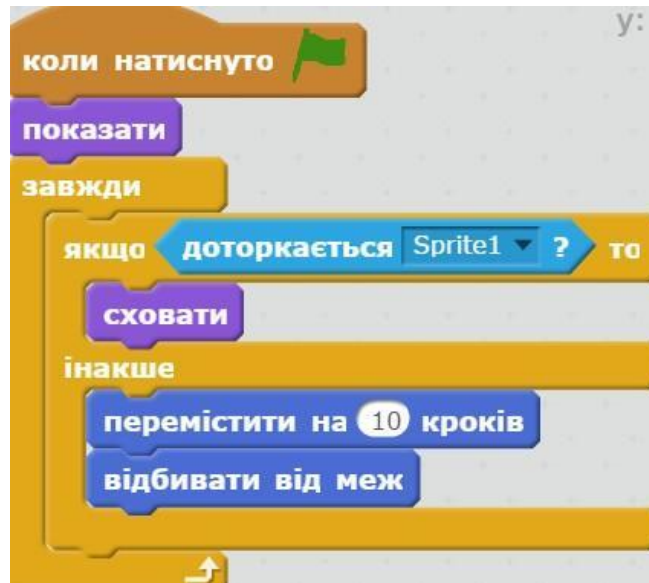 y:
коли натиснуто
показати
завжди
якщо доторкається Sprite1 ? то
сховати
інакше
перемістити на 10 кроків
відбивати від меж